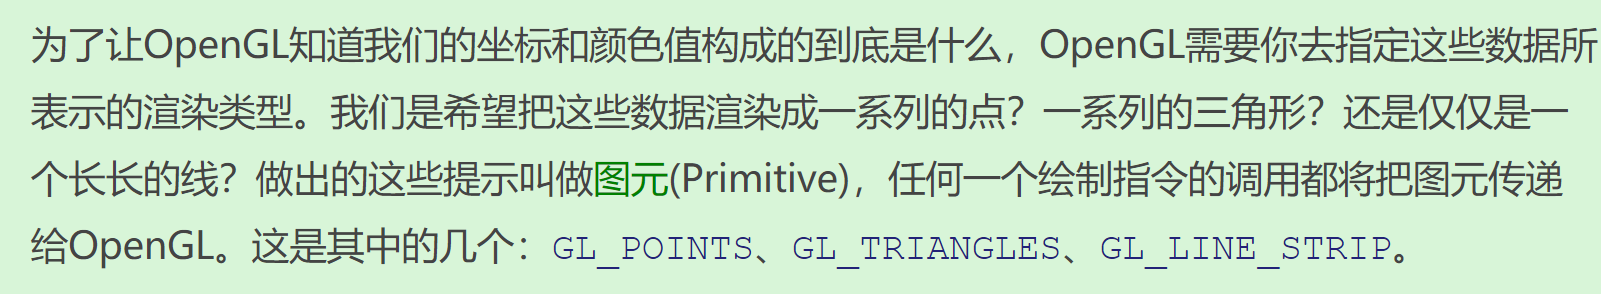 为了让OpenGL知道我们的坐标和颜色值构成的到底是什么，OpenGL需要你去指定这些数据所
表示的渲染类型。我们是希望把这些数据渲染成一系列的点？一系列的三角形？还是仅仅是一
个长长的线？做出的这些提示叫做图元(Primitive)，任何一个绘制指令的调用都将把图元传递
给OpenGL。这是其中的几个：GL_POINTS、GL_TRIANGLES、GL_LINE_STRIP。